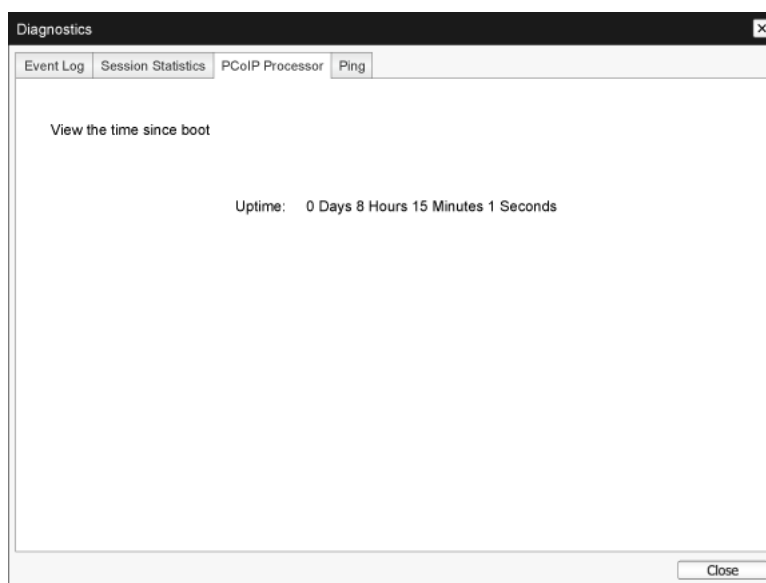 Diagnostics
Event Log Session Statistics PCoIP Processor Ping
View the time since boot
Uptime: 0 Days 8 Hours 15 Minutes 1 Seconds
Close